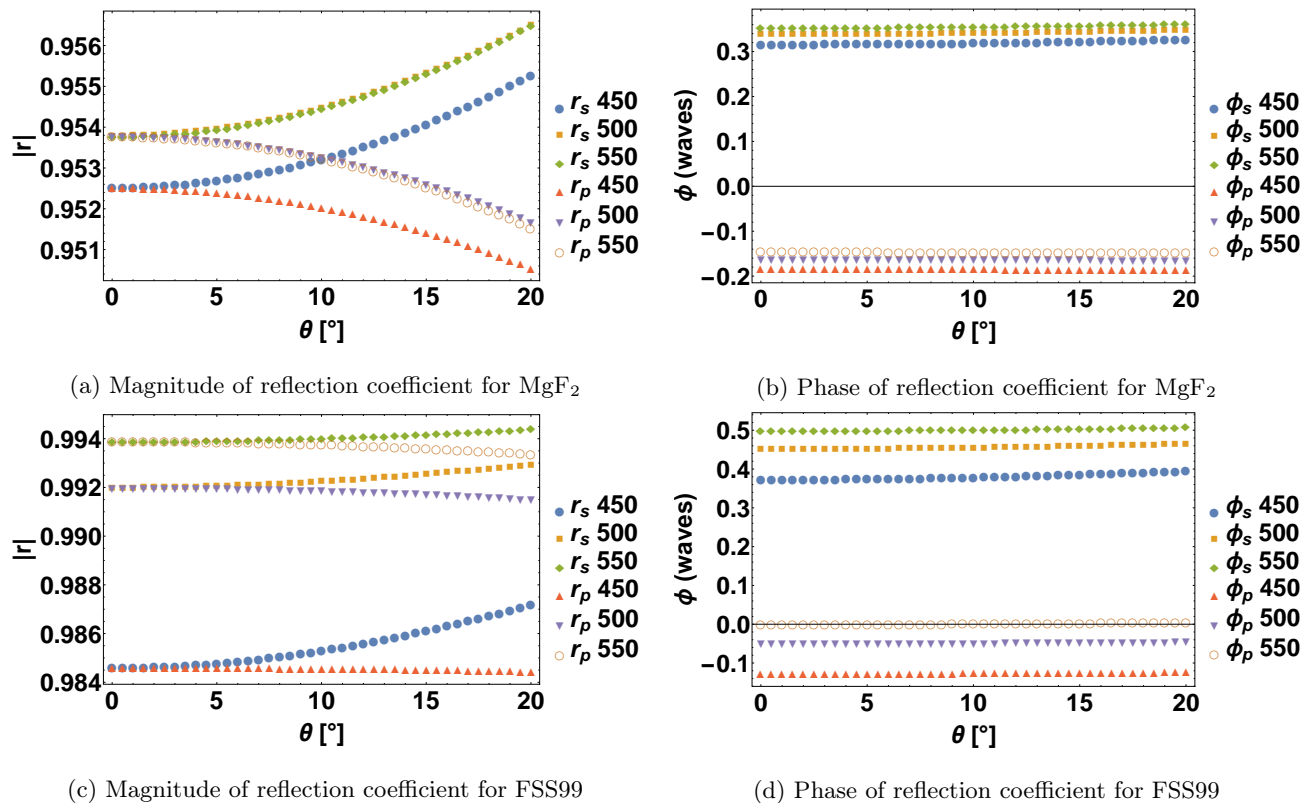 0.956
0.955
0.954
0.953
0.952
0.951
|r|
0 5 10 15 20
θ [°]
r_s 450
r_s 500
r_s 550
r_p 450
r_p 500
r_p 550
(a) Magnitude of reflection coefficient for MgF₂
0.3
0.2
0.1
0.0
−0.1
−0.2
ϕ (waves)
0 5 10 15 20
θ [°]
ϕ_s 450
ϕ_s 500
ϕ_s 550
ϕ_p 450
ϕ_p 500
ϕ_p 550
(b) Phase of reflection coefficient for MgF₂
0.994
0.992
0.990
0.988
0.986
0.984
|r|
0 5 10 15 20
θ [°]
r_s 450
r_s 500
r_s 550
r_p 450
r_p 500
r_p 550
(c) Magnitude of reflection coefficient for FSS99
0.5
0.4
0.3
0.2
0.1
0.0
−0.1
ϕ (waves)
0 5 10 15 20
θ [°]
ϕ_s 450
ϕ_s 500
ϕ_s 550
ϕ_p 450
ϕ_p 500
ϕ_p 550
(d) Phase of reflection coefficient for FSS99